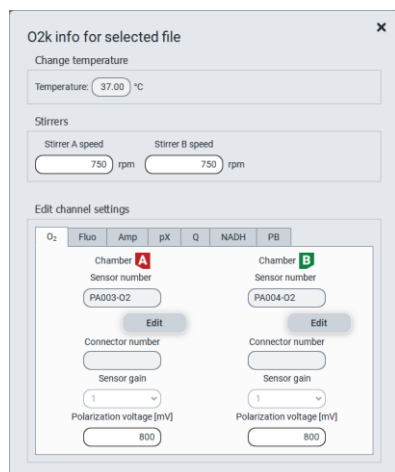 O2k info for selected file
Change temperature
Temperature: 37.00 °C
Stirrers
Stirrer A speed Stirrer B speed
750 rpm 750 rpm
Edit channel settings
O₂ Fluo Amp pX Q NADH PB
Chamber A Chamber B
Sensor number Sensor number
PA003-02 PA004-02
Edit Edit
Connector number Connector number
Sensor gain Sensor gain
1 1
Polarization voltage [mV] Polarization voltage [mV]
800 800